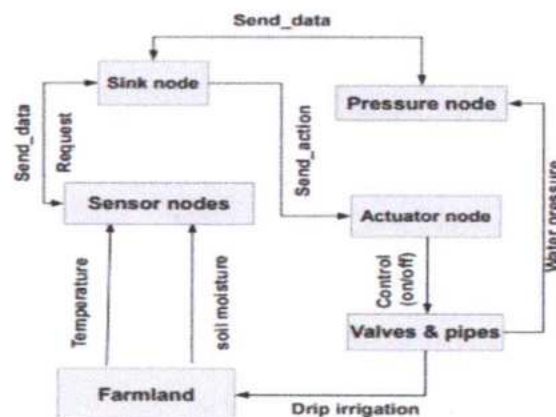 Send_data
Sink node
Pressure node
Send_data
Request
Send_action
Water pressure
Sensor nodes
Actuator node
Temperature
soil moisture
Control
(on/off)
Valves & pipes
Farmland
Drip irrigation